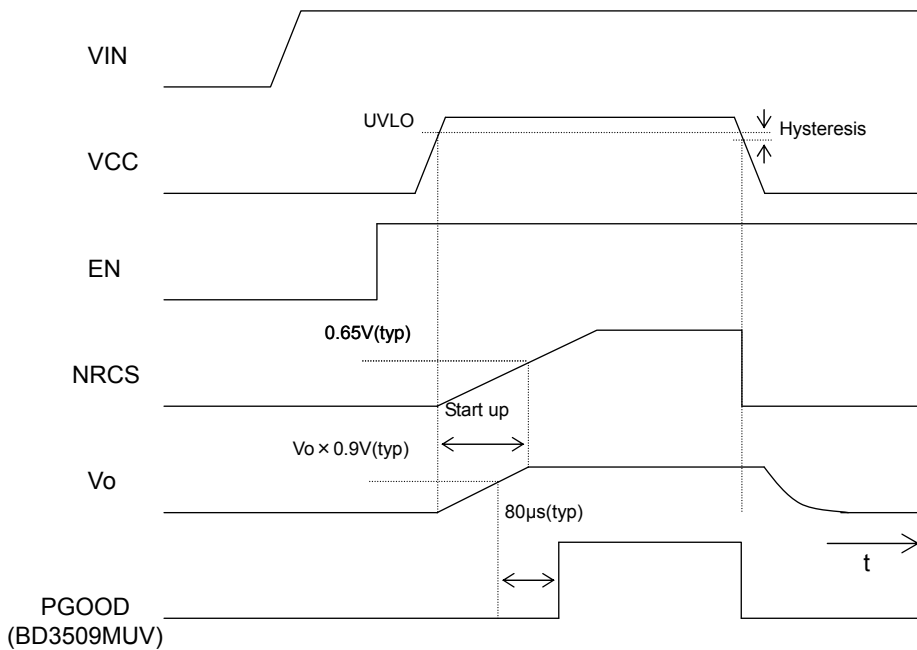 VIN
UVLO
Hysteresis
VCC
EN
0.65V(typ)
NRCS
Start up
Vo×0.9V(typ)
Vo
80μs(typ)
t
PGOOD
(BD3509MUV)